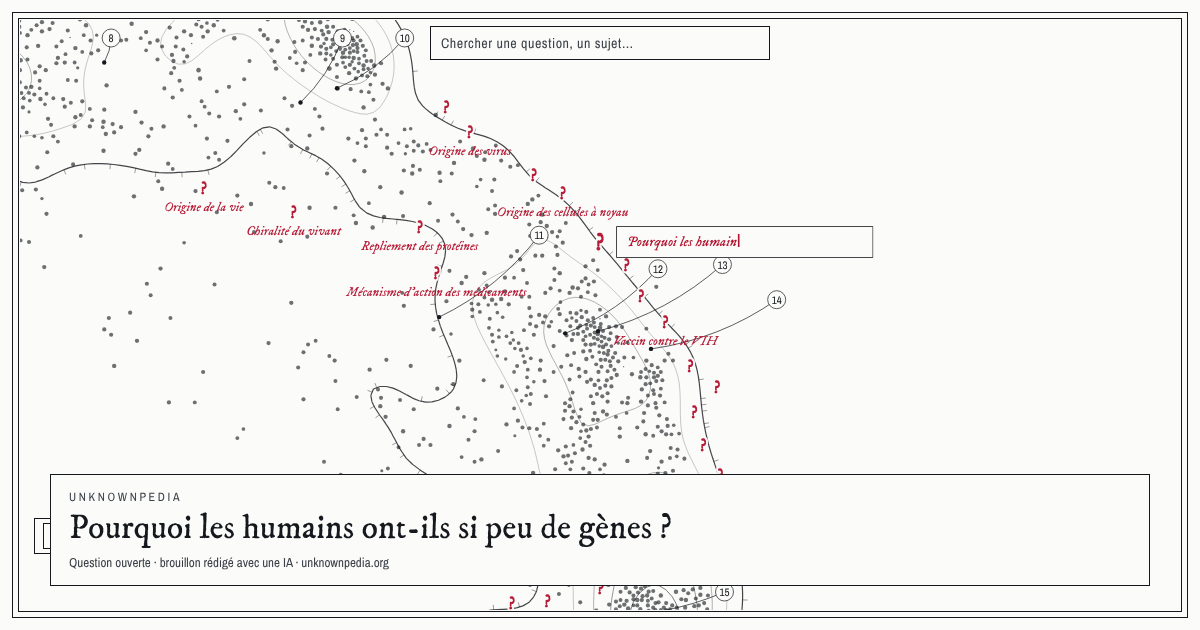 8
9
10
Chercher une question, un sujet...
?
?
Origine des virus
?
?
?
Origine de la vie
?
Origine des cellules à noyau
?
Chiralité du vivant
?
Repliement des protéines
11
?
Pourquoi les humain
?
12
13
?
Mécanisme d'action des médicaments
?
14
?
Vaccin contre le VIH
?
?
?
?
UNKNOWNPEDIA
Pourquoi les humains ont-ils si peu de gènes ?
Question ouverte · brouillon rédigé avec une IA · unknownpedia.org
?
?
?
15